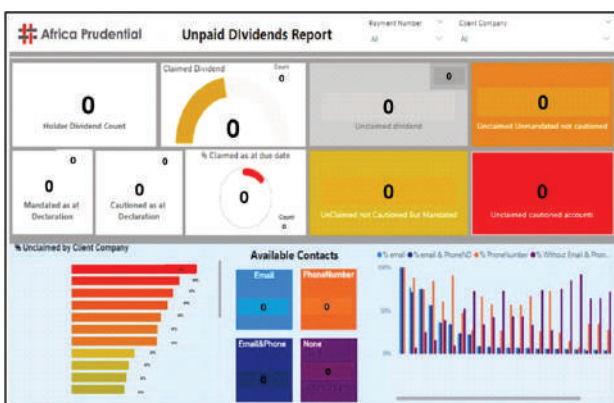 Africa Prudential
Unpaid Dividends Report
Payment Number
All
Client Company
All
0
Holder Dividend Count
Claimed Dividend
Count
0
0
0
0
Unclaimed dividend
0
Unclaimed Unmandated not cautioned
0
0
Mandated as at
Declaration
0
0
Cautioned as at
Declaration
% Claimed as at due date
0
Count
0
0
UnClaimed not Cautioned But Mandated
0
Unclaimed cautioned accounts
% Unclaimed by Client Company
Available Contacts
Email
0
PhoneNumber
0
Email&Phone
0
None
0
% email
% email & PhoneNO
% PhoneNumber
% Without Email & Phon...
100%
50%
0%